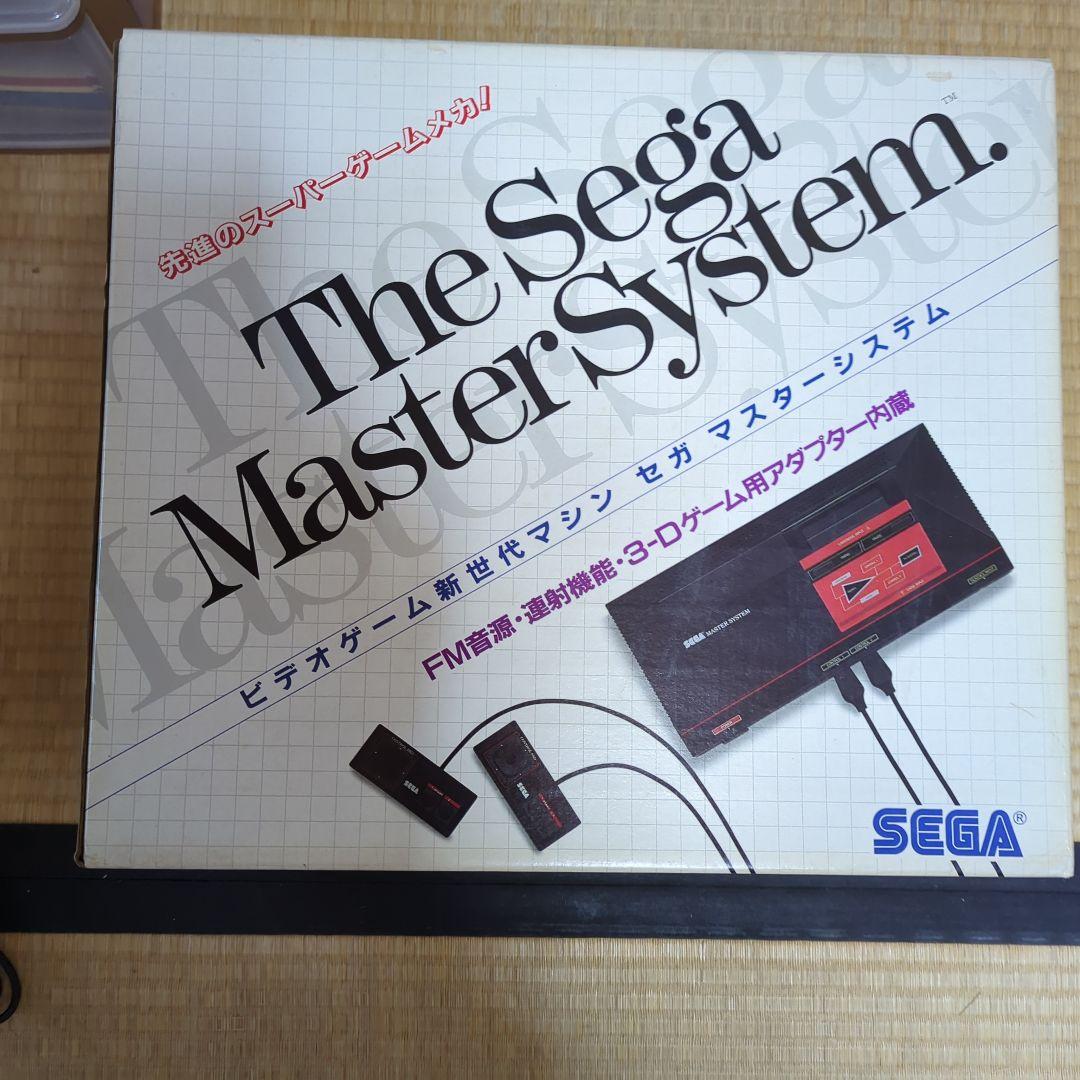 先進のスーパーゲームメカ!
The Sega
Master System.
TM
ビデオゲーム新世代マシン セガ マスターシステム
FM音源・連射機能・3-Dゲーム用アダプター内蔵
SEGA MASTER SYSTEM
SEGA
SEGA
SEGA®